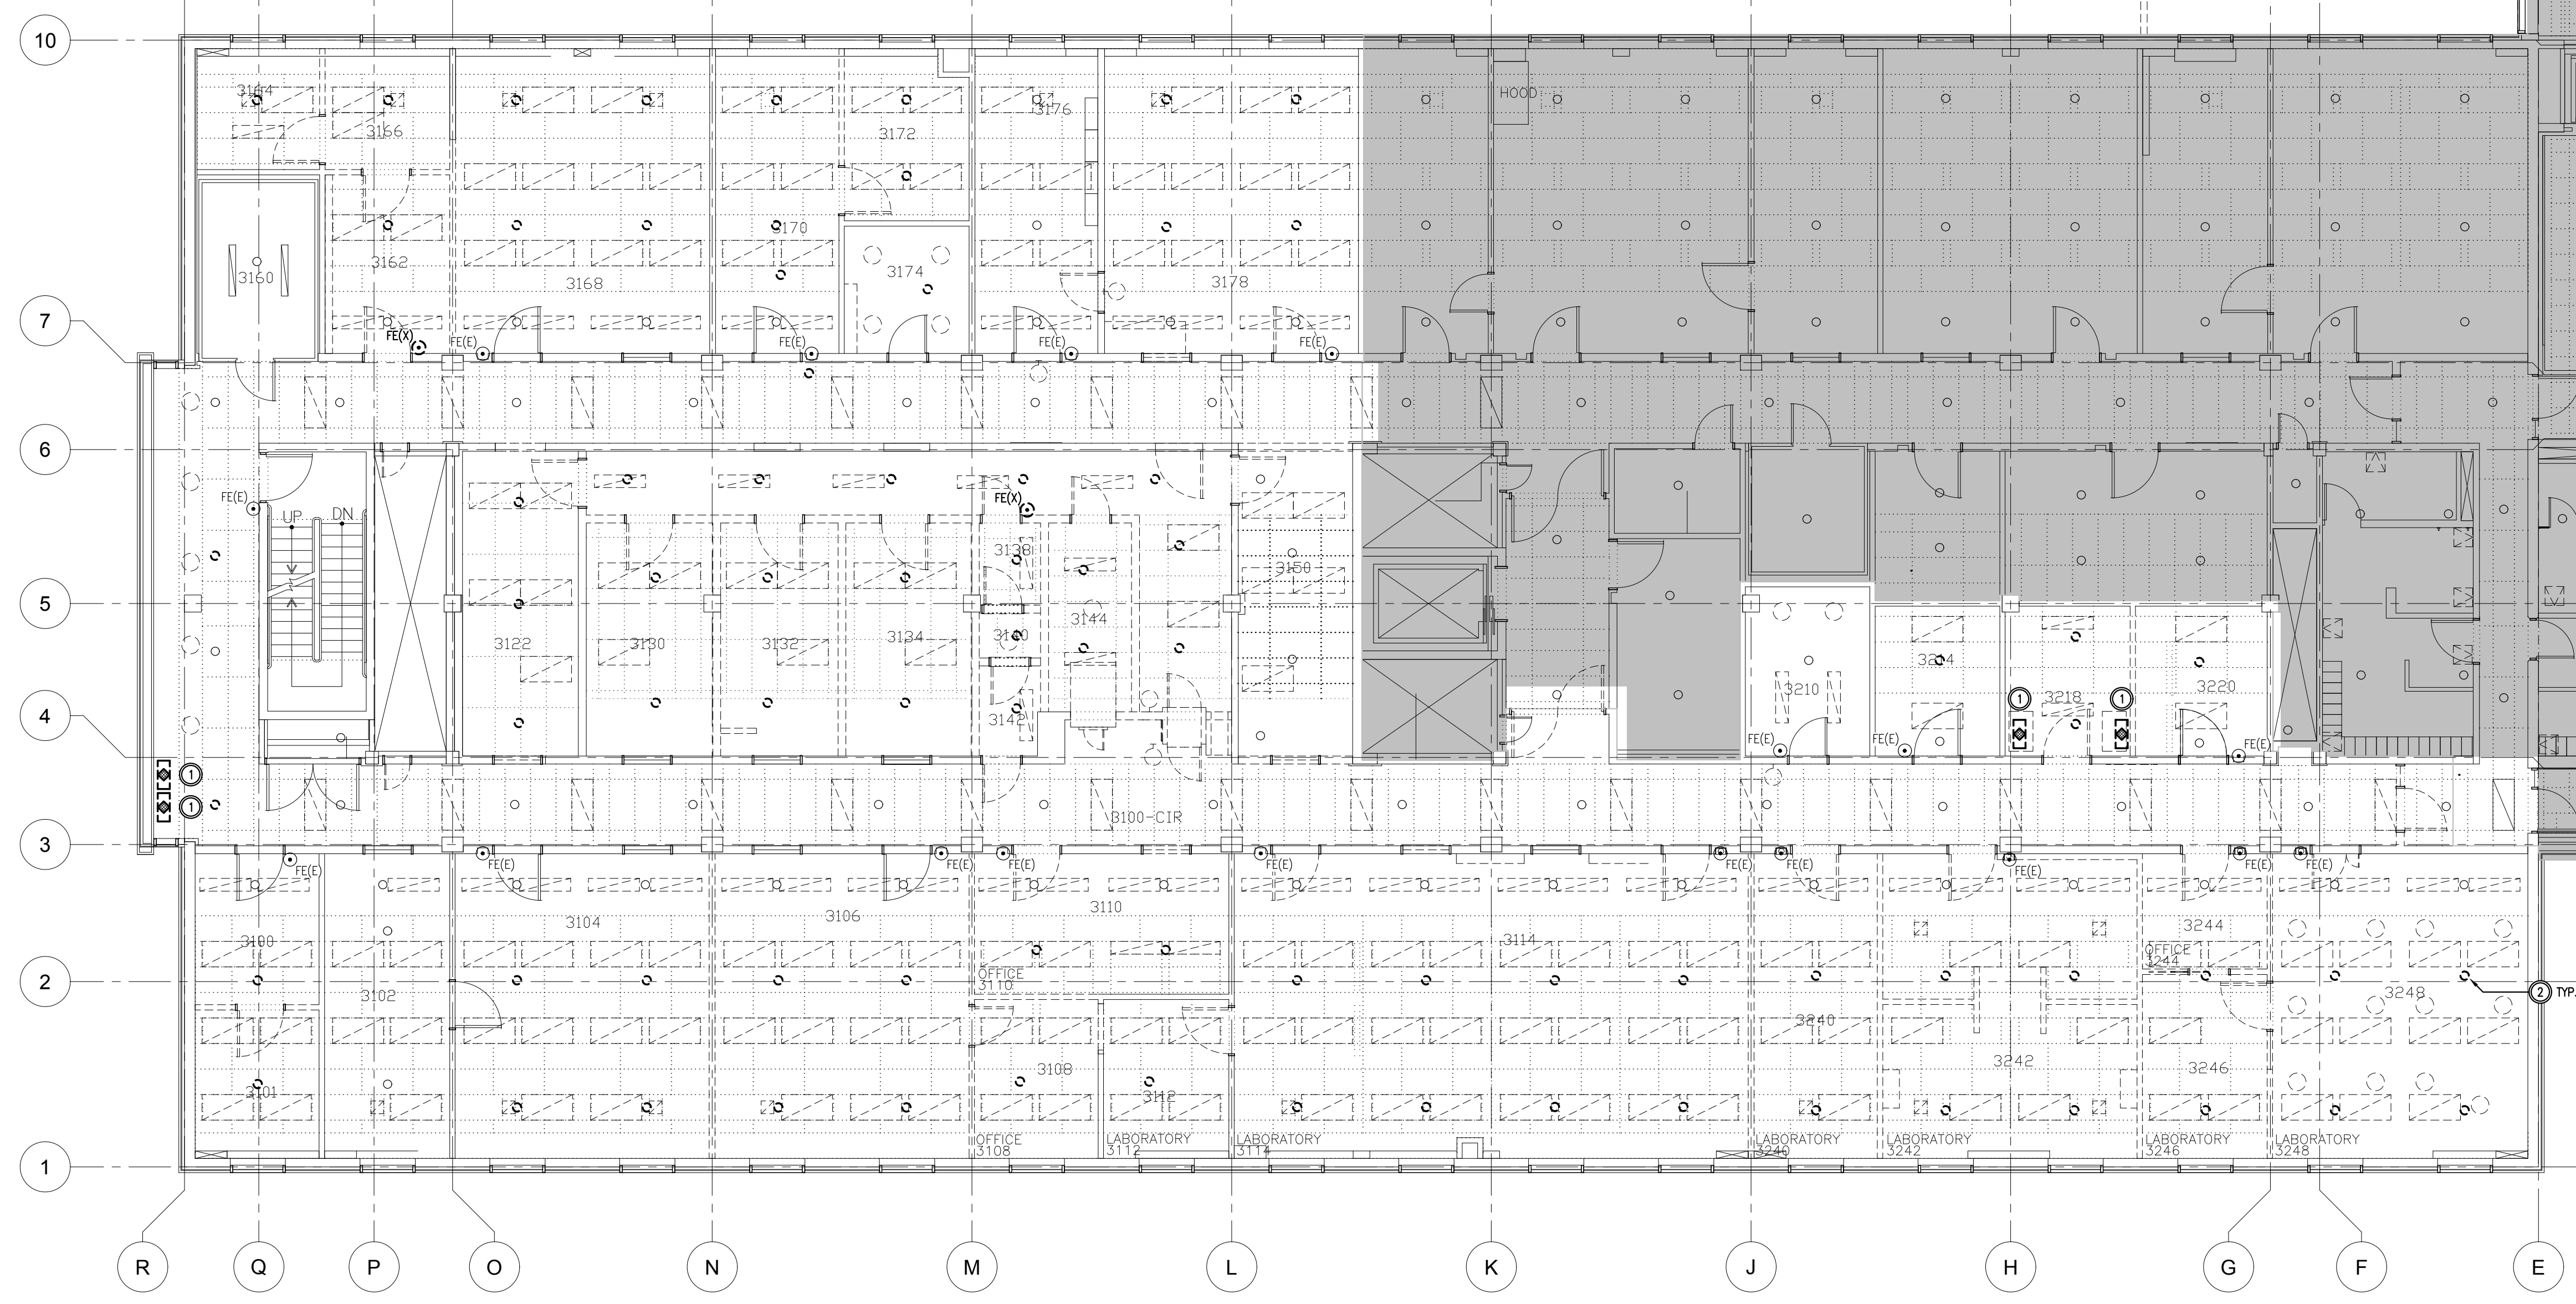 10
HOOD
3164
3176
3166
3172
3170
3162
3174
3160
3168
3178
7
FE(X)
FE(E)
FE(E)
FE(E)
FE(E)
6
FE(E)
UP
DN
FE(X)
3138
3150
5
3144
3122
3130
3132
3134
3140
3214
3210
3220
3218
1
1
4
3142
FE(E)
FE(E)
FE(E)
1
1
3100-CIR
3
FE(E)
FE(E)
FE(E)
FE(E)
FE(E)
FE(E)
FE(E)
FE(E)
FE(E)
FE(E)
3110
3106
3104
3244
3100
3114
OFFICE
3244
2
OFFICE
3110
3102
3248
2 TYP.
3240
3242
3108
3246
3101
3112
1
OFFICE
3108
LABORATORY
3112
LABORATORY
3114
LABORATORY
3240
LABORATORY
3242
LABORATORY
3246
LABORATORY
3248
R
Q
P
O
N
M
L
K
J
H
G
F
E